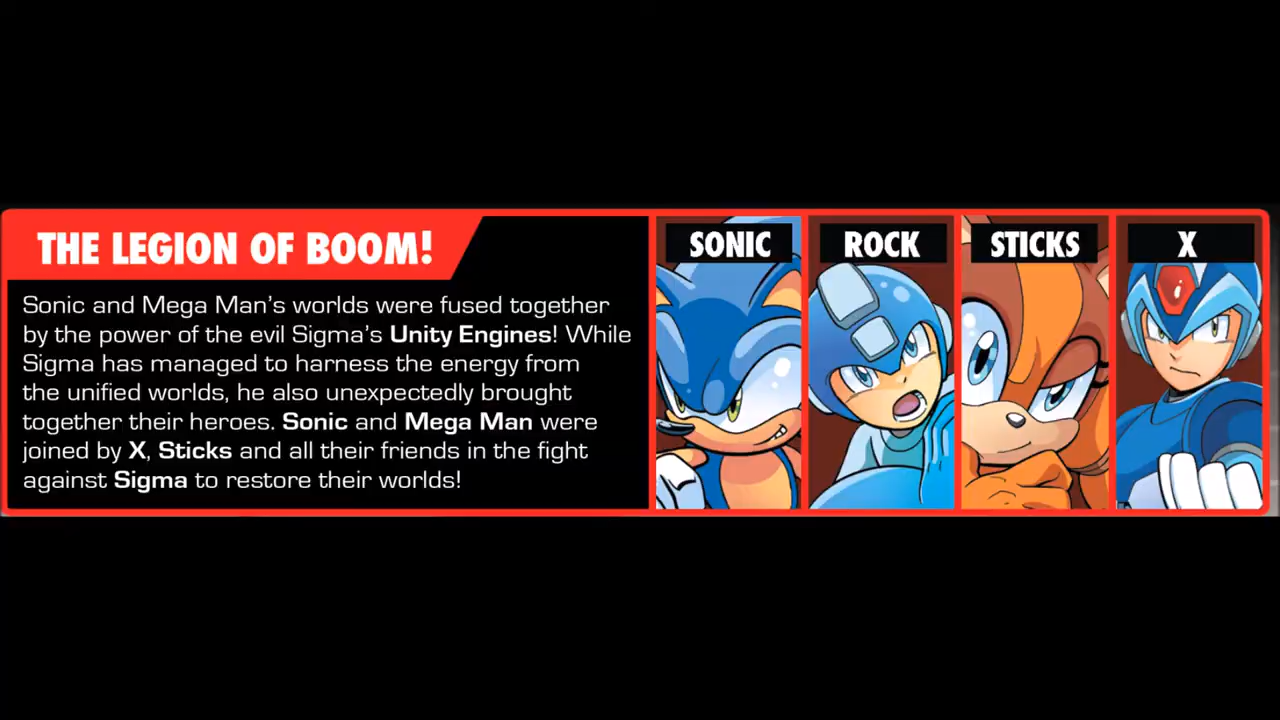 THE LEGION OF BOOM!
Sonic and Mega Man's worlds were fused together
by the power of the evil Sigma's Unity Engines! While
Sigma has managed to harness the energy from
the unified worlds, he also unexpectedly brought
together their heroes. Sonic and Mega Man were
joined by X, Sticks and all their friends in the fight
against Sigma to restore their worlds!
SONIC
ROCK
STICKS
X